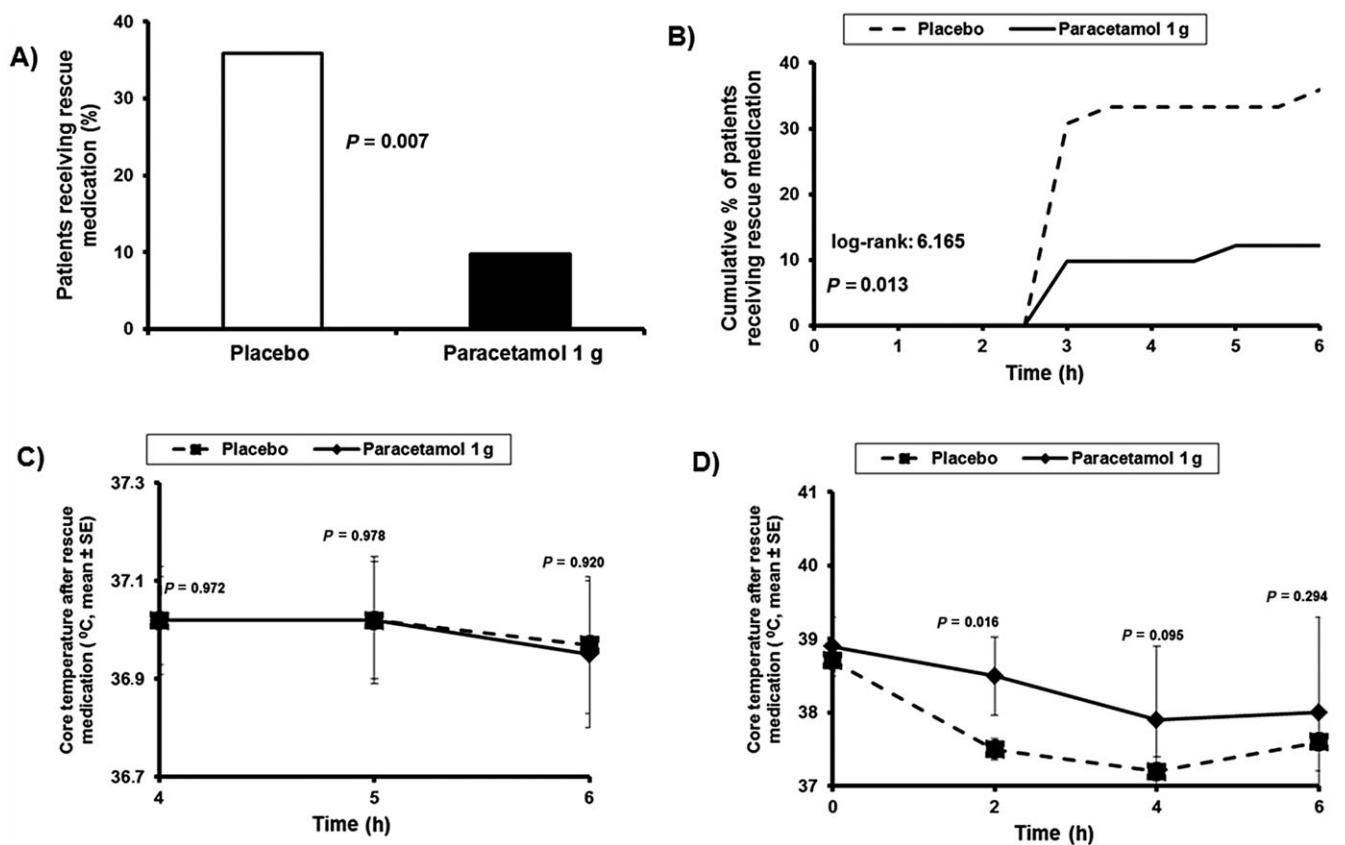 A)
Patients receiving rescue
medication (%)
40
30
20
10
0
P = 0.007
Placebo
Paracetamol 1 g
B)
Placebo
Paracetamol 1 g
Cumulative % of patients
receiving rescue medication
40
30
20
10
0
log-rank: 6.165
P = 0.013
0 1 2 3 4 5 6
Time (h)
C)
Placebo
Paracetamol 1 g
Core temperature after rescue
medication ( ºC, mean ± SE)
37.3
37.1
36.9
36.7
P = 0.972
P = 0.978
P = 0.920
4 5 6
Time (h)
D)
Placebo
Paracetamol 1 g
Core temperature after rescue
medication ( ºC, mean ± SE)
41
40
39
38
37
P = 0.016
P = 0.095
P = 0.294
0 2 4 6
Time (h)